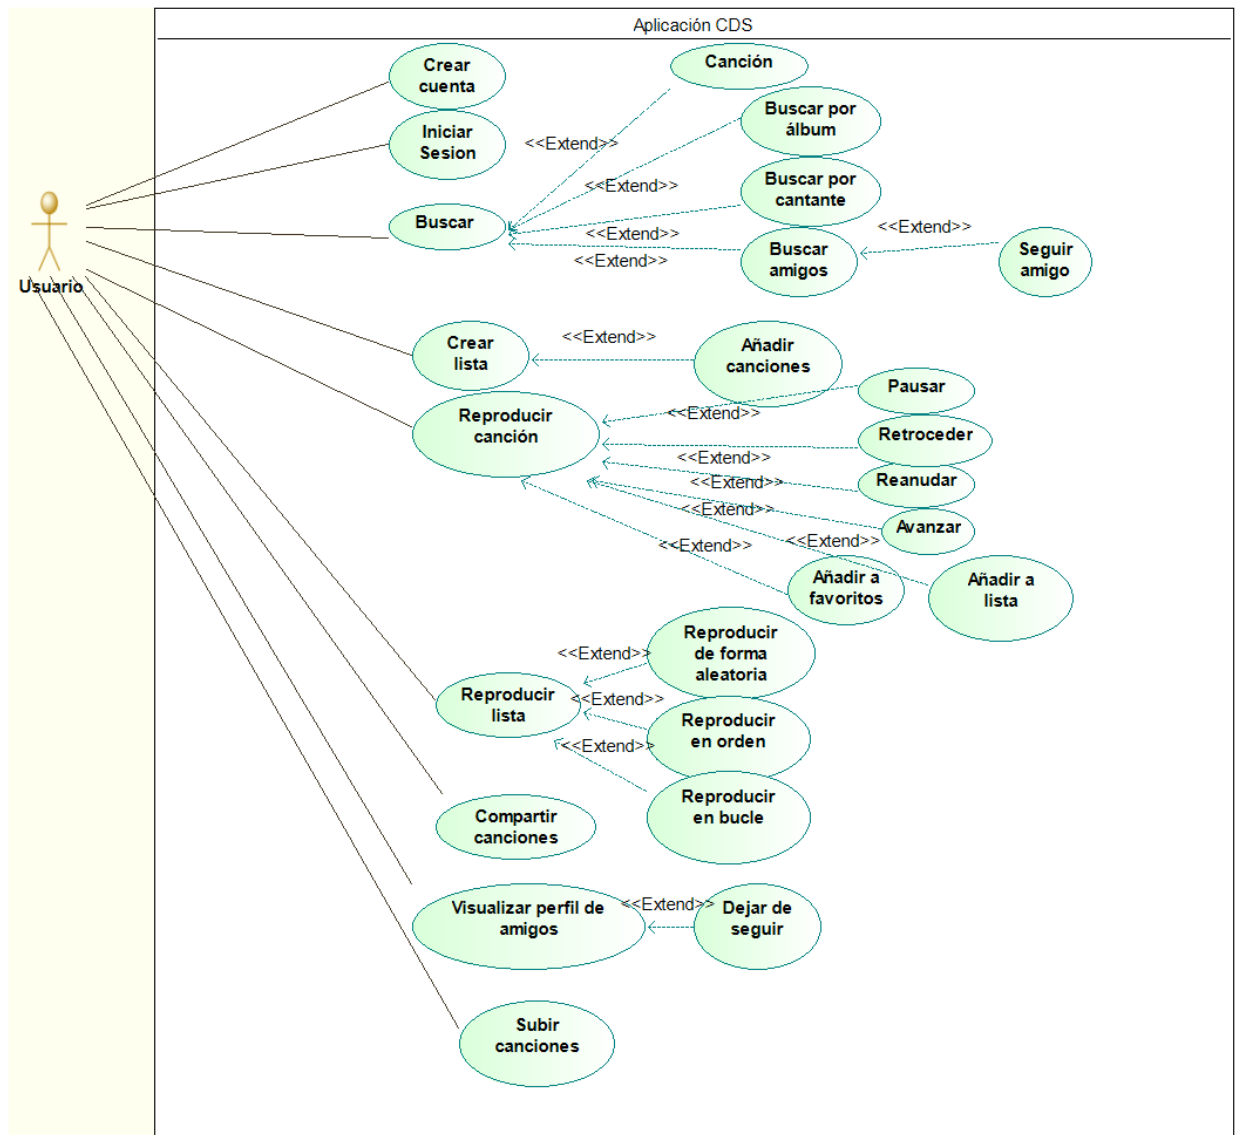 Aplicación CDS
Crear
cuenta
Canción
Buscar por
álbum
Iniciar
Sesion
<<Extend>>
Buscar por
cantante
<<Extend>>
Buscar
<<Extend>>
<<Extend>>
Buscar
amigos
<<Extend>>
Seguir
amigo
Usuario
Crear
lista
<<Extend>>
Añadir
canciones
Pausar
Reproducir
canción
<<Extend>>
Retroceder
<<Extend>>
Reanudar
<<Extend>>
<<Extend>>
Avanzar
<<Extend>>
<<Extend>>
Añadir a
favoritos
Añadir a
lista
Reproducir
de forma
aleatoria
<<Extend>>
Reproducir
lista
<<Extend>>
Reproducir
en orden
<<Extend>>
Reproducir
en bucle
Compartir
canciones
Visualizar perfil de
amigos
<<Extend>>
Dejar de
seguir
Subir
canciones